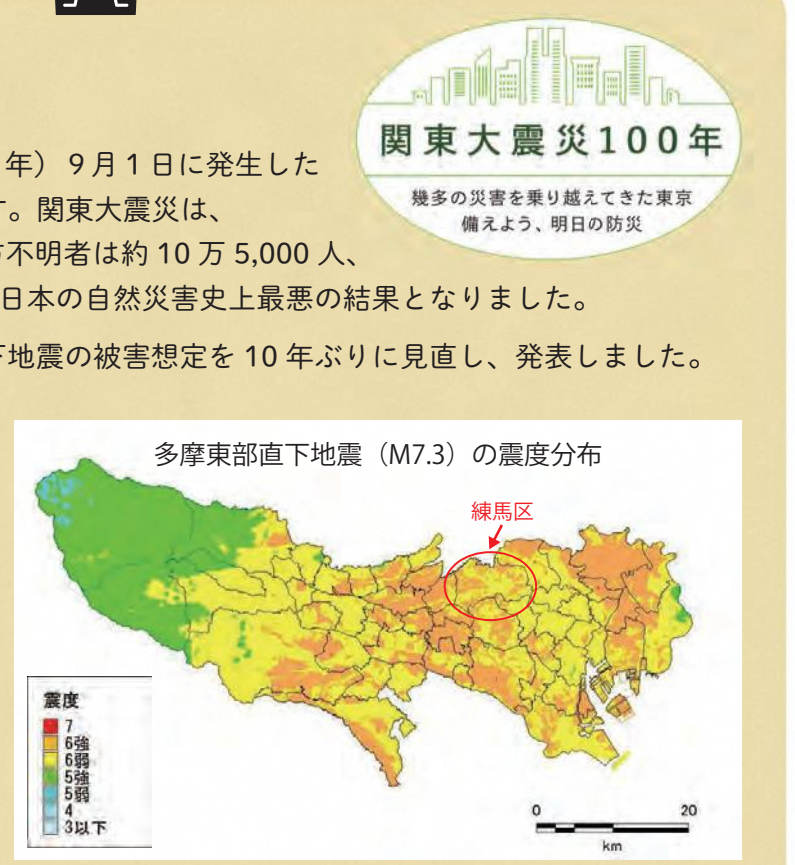 関東大震災100年
幾多の災害を乗り越えてきた東京
備えよう、明日の防災
年）９月１日に発生した
す。関東大震災は、
方不明者は約 10 万 5,000 人、
日本の自然災害史上最悪の結果となりました。
下地震の被害想定を 10 年ぶりに見直し、発表しました。
多摩東部直下地震（M7.3）の震度分布
練馬区
震度
7
6強
6弱
5強
5弱
4
3以下
0 20
km